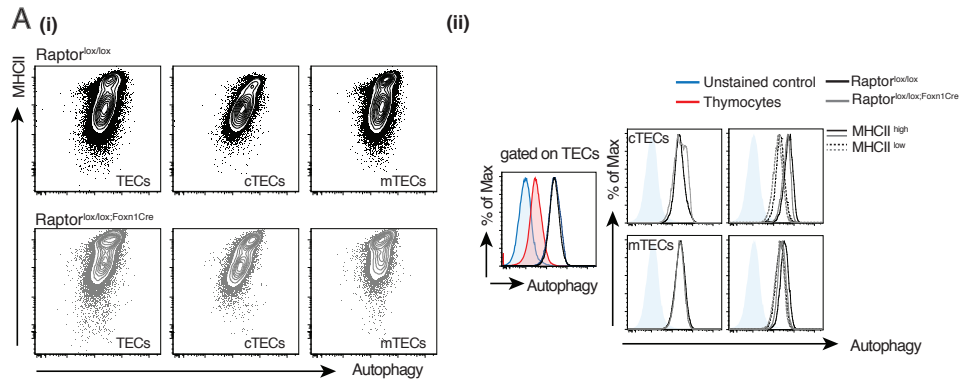 A (i)
Raptorlox/lox
MHCII
TECs
cTECs
mTECs
Raptorlox/lox;Foxn1Cre
TECs
cTECs
mTECs
Autophagy
(ii)
Unstained control
Thymocytes
Raptorlox/lox
Raptorlox/lox;Foxn1Cre
MHCII high
MHCII low
gated on TECs
% of Max
Autophagy
cTECs
% of Max
mTECs
Autophagy